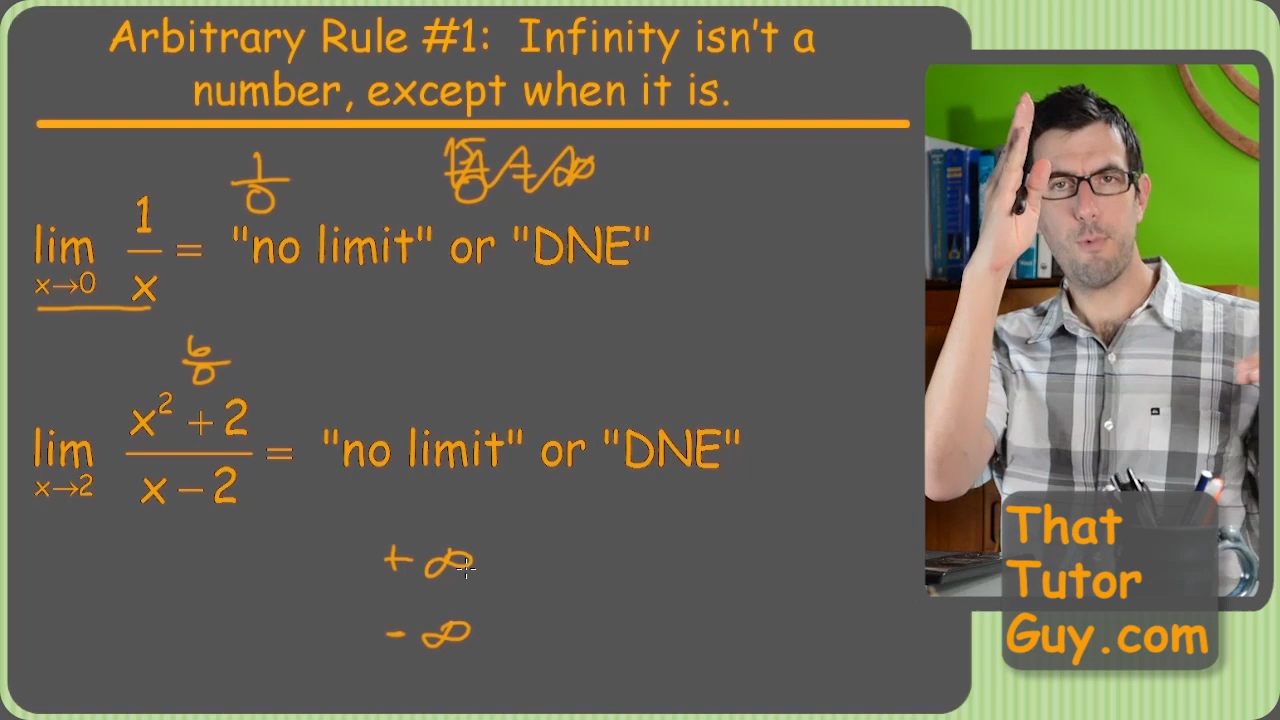 Arbitrary Rule #1: Infinity isn't a
number, except when it is.
1/0
lim x→0 1/x = "no limit" or "DNE"
6/0
lim x→2 (x² + 2)/(x − 2) = "no limit" or "DNE"
+ ∞
- ∞
That
Tutor
Guy.com